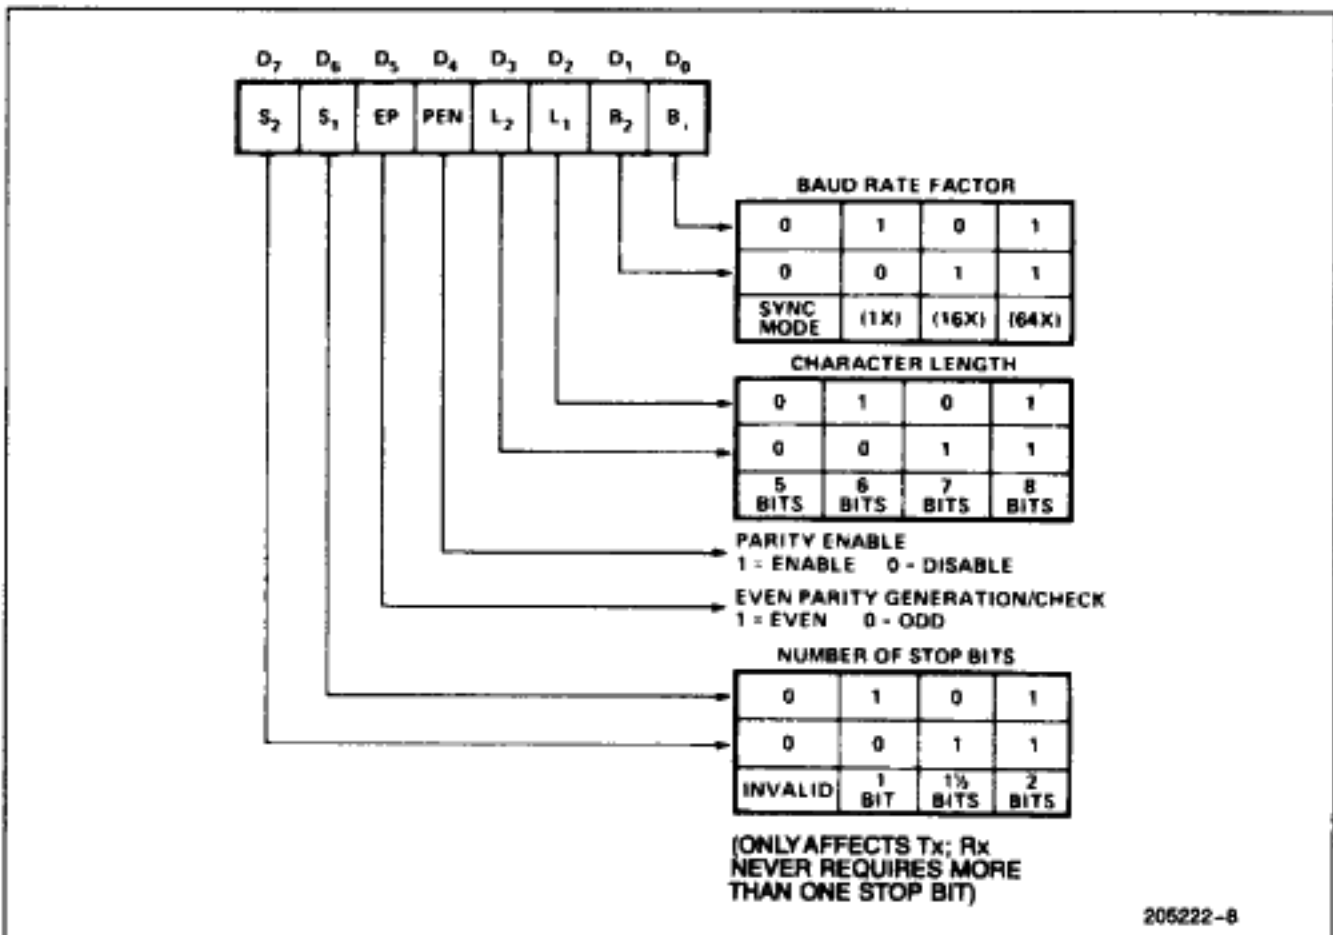 D₇ D₆ D₅ D₄ D₃ D₂ D₁ D₀
S₂ S₁ EP PEN L₂ L₁ B₂ B₁
BAUD RATE FACTOR
0 1 0 1
0 0 1 1
SYNC MODE (1X) (16X) (64X)
CHARACTER LENGTH
0 1 0 1
0 0 1 1
5 BITS 6 BITS 7 BITS 8 BITS
PARITY ENABLE
1 = ENABLE 0 - DISABLE
EVEN PARITY GENERATION/CHECK
1 = EVEN 0 - ODD
NUMBER OF STOP BITS
0 1 0 1
0 0 1 1
INVALID 1 BIT 1½ BITS 2 BITS
(ONLY AFFECTS Tx; Rx
NEVER REQUIRES MORE
THAN ONE STOP BIT)
205222-8